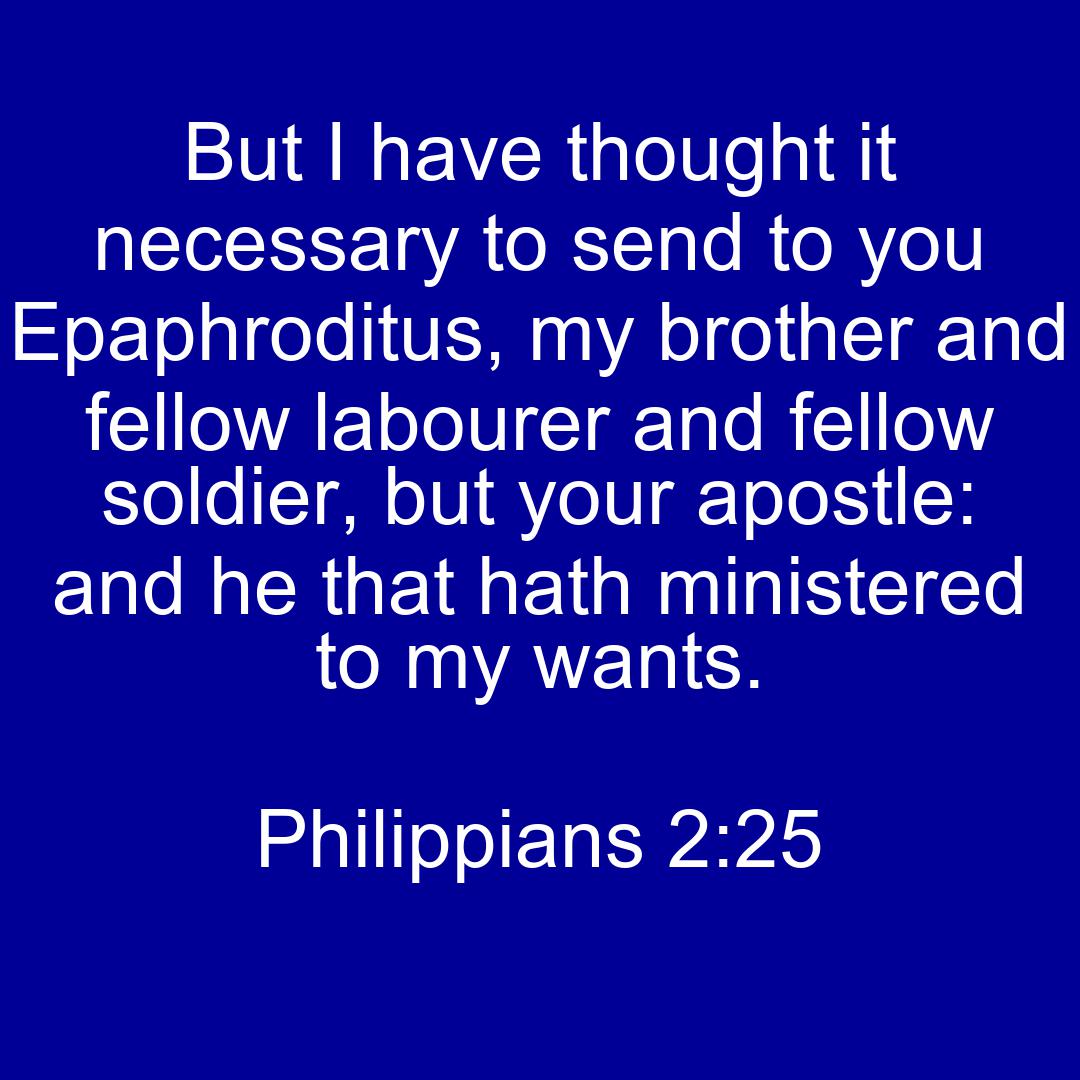 But I have thought it
necessary to send to you
Epaphroditus, my brother and
fellow labourer and fellow
soldier, but your apostle:
and he that hath ministered
to my wants.
Philippians 2:25